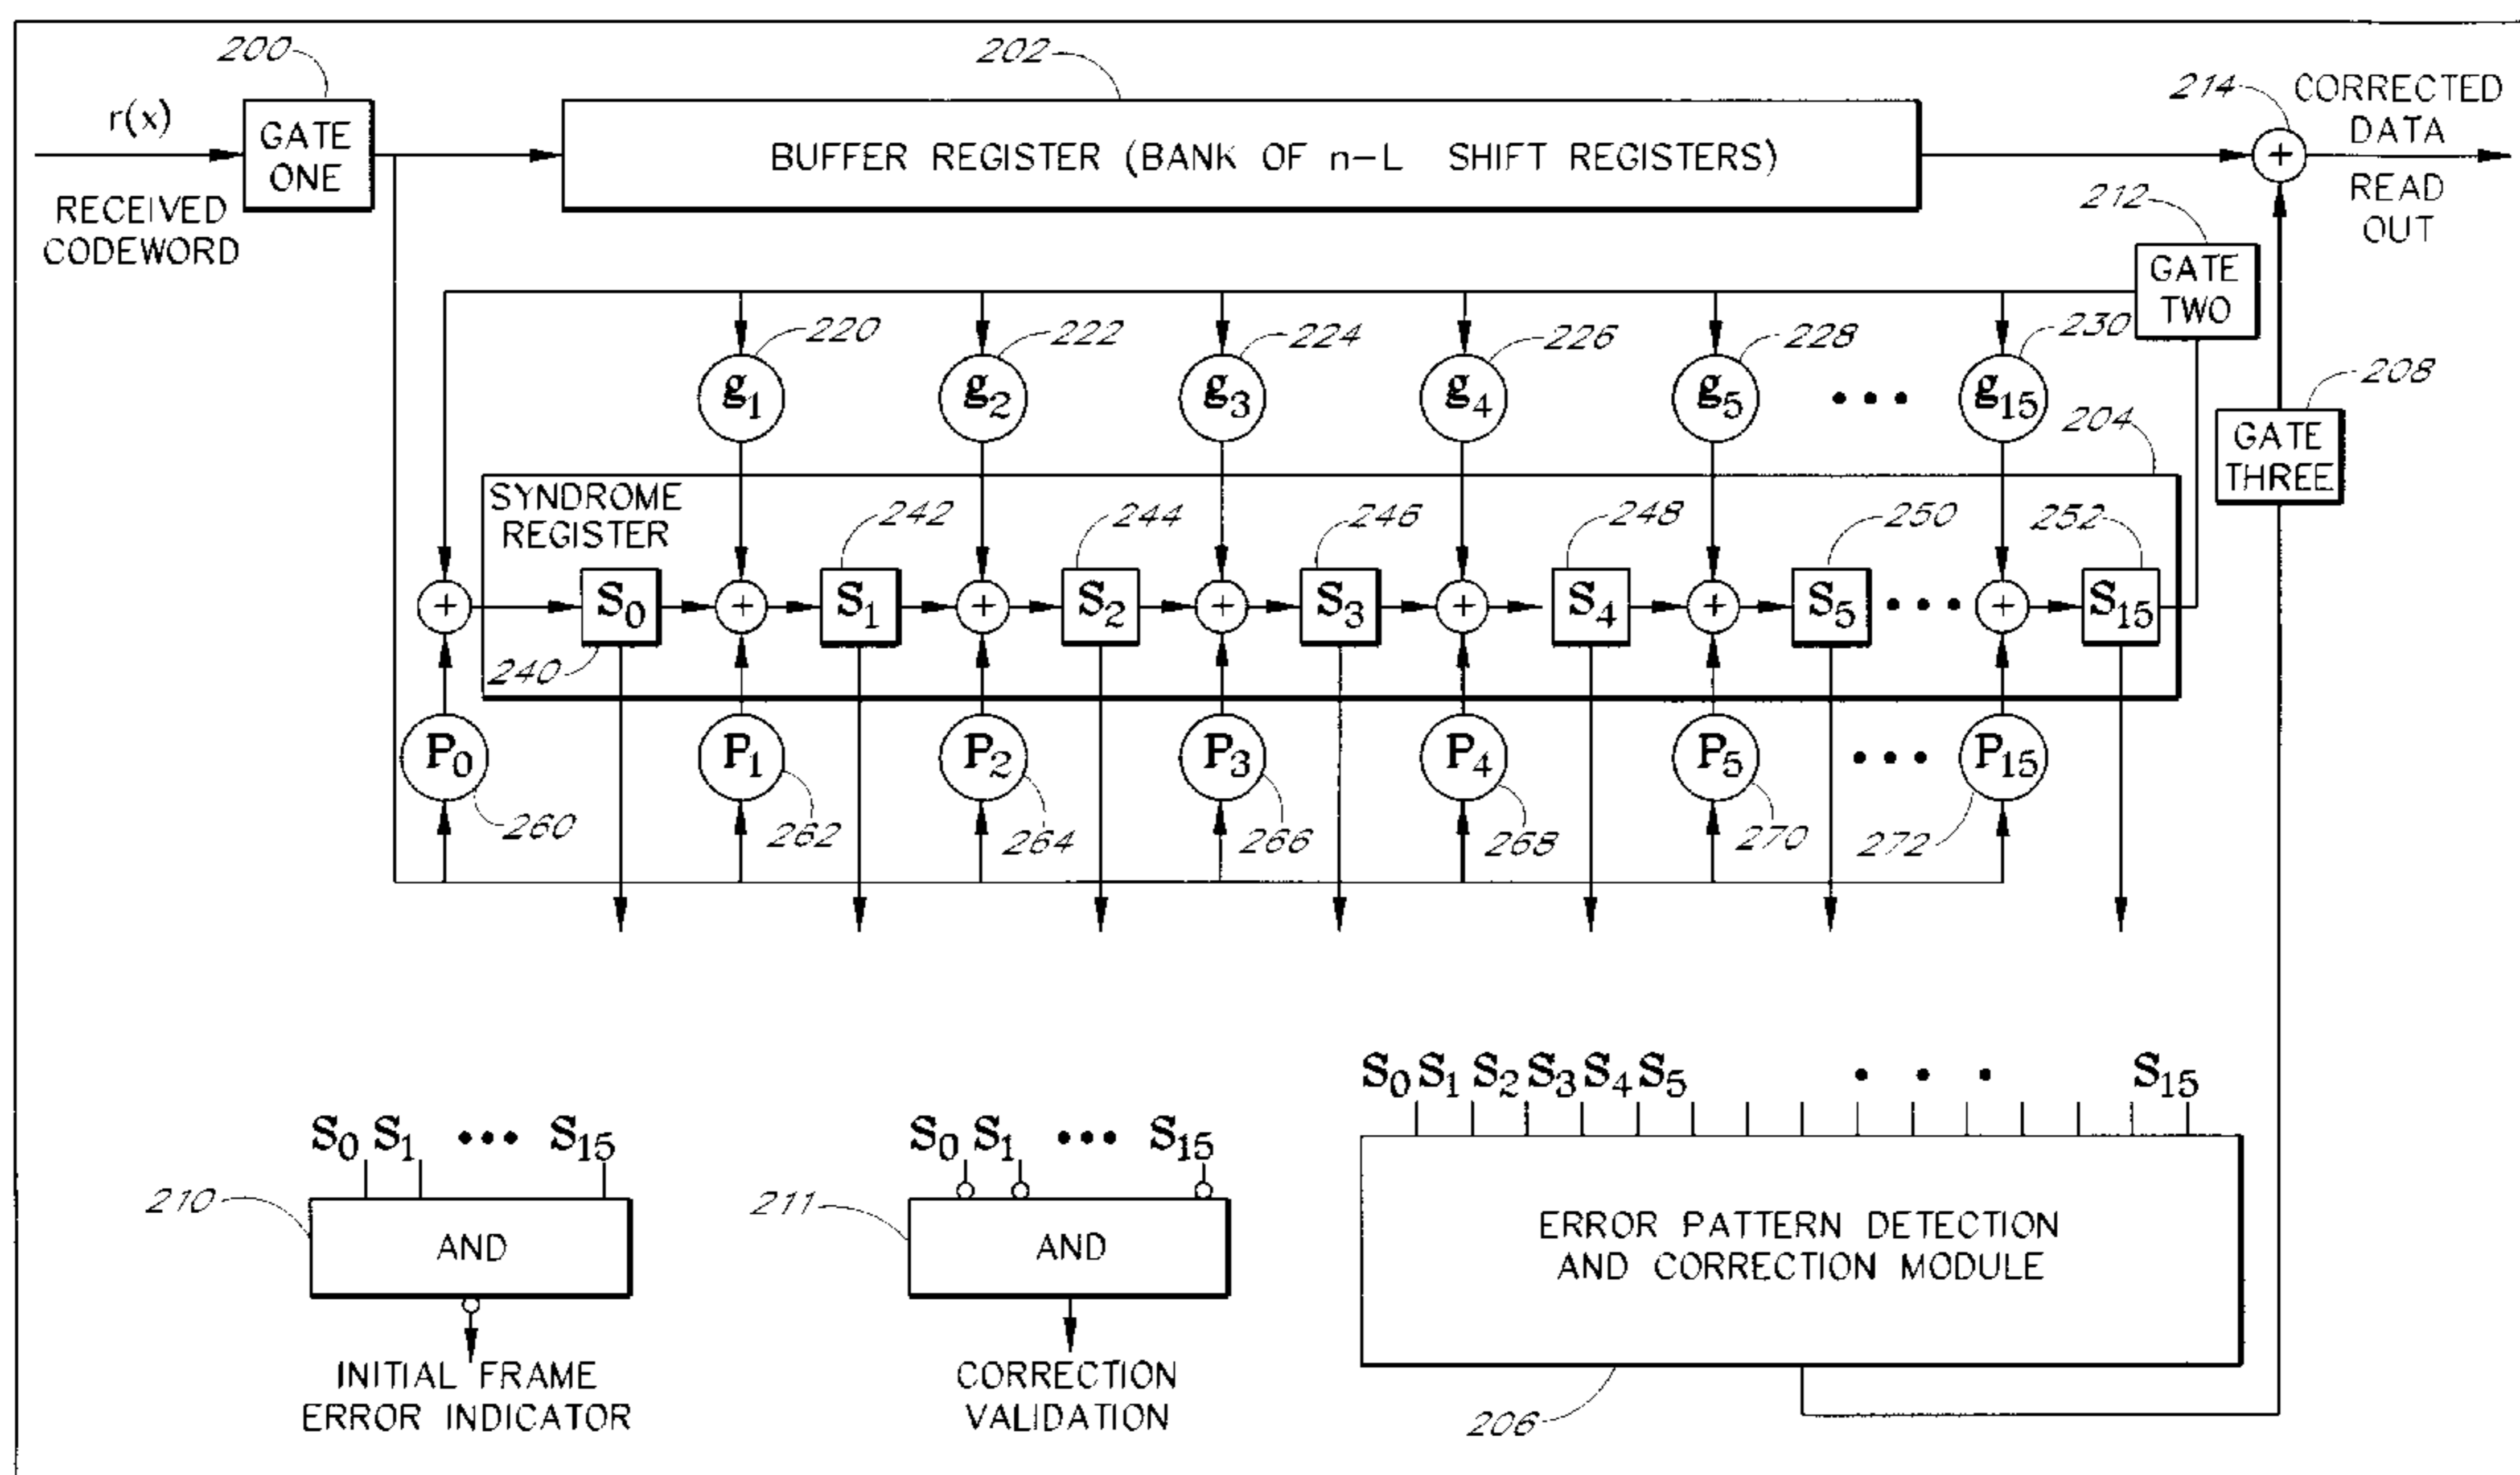 200
202
214
CORRECTED
DATA
r(x)
GATE
ONE
BUFFER REGISTER (BANK OF n-L SHIFT REGISTERS)
+
READ
OUT
RECEIVED
CODEWORD
212
GATE
TWO
220
222
224
226
228
230
g1
g2
g3
g4
g5
•••
g15
208
GATE
THREE
204
SYNDROME
REGISTER
242
244
246
248
250
252
+ S0 + S1 + S2 + S3 + S4 + S5 ••• + S15
240
P0
P1
P2
P3
P4
P5
•••
P15
260
262
264
266
268
270
272
S0 S1 S2 S3 S4 S5 • • • S15
S0 S1 ••• S15
S0 S1 ••• S15
210
AND
211
AND
ERROR PATTERN DETECTION
AND CORRECTION MODULE
INITIAL FRAME
ERROR INDICATOR
CORRECTION
VALIDATION
206